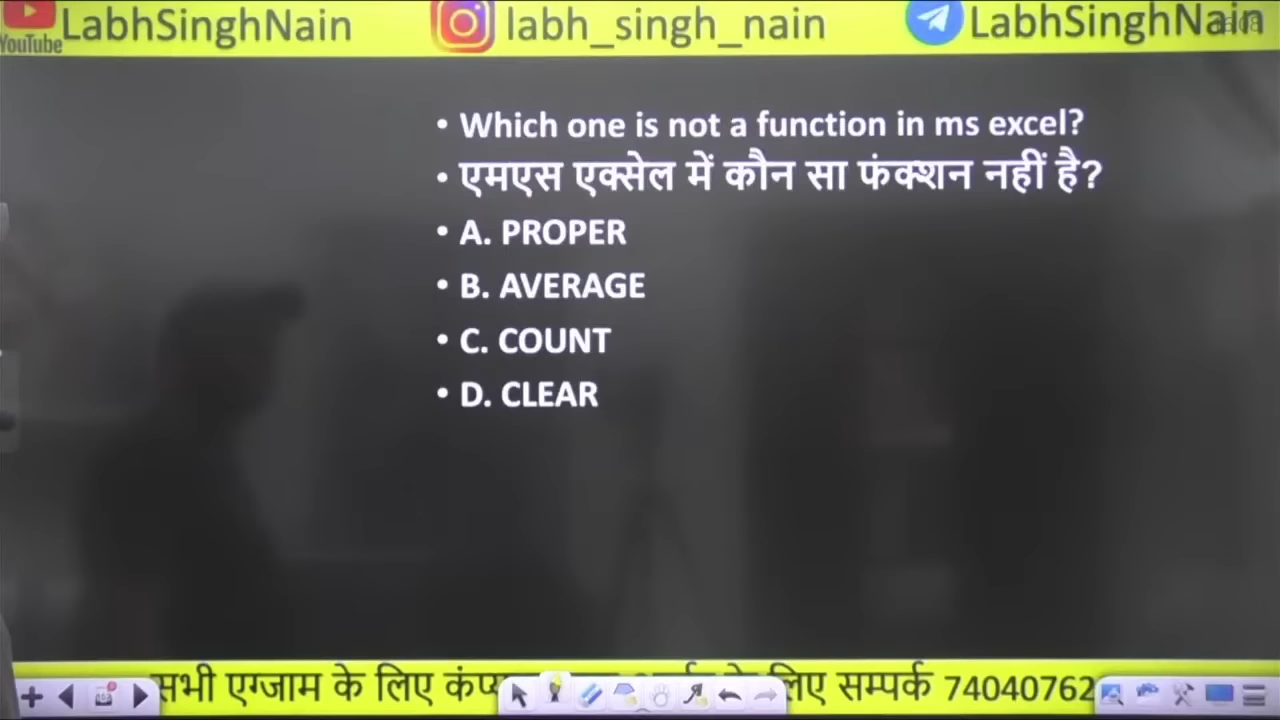 LabhSinghNain labh_singh_nain LabhSinghNain
YouTube
• Which one is not a function in ms excel?
• एमएस एक्सेल में कौन सा फंक्शन नहीं है?
• A. PROPER
• B. AVERAGE
• C. COUNT
• D. CLEAR
सभी एग्जाम के लिए लिए सम्पर्क 74040762